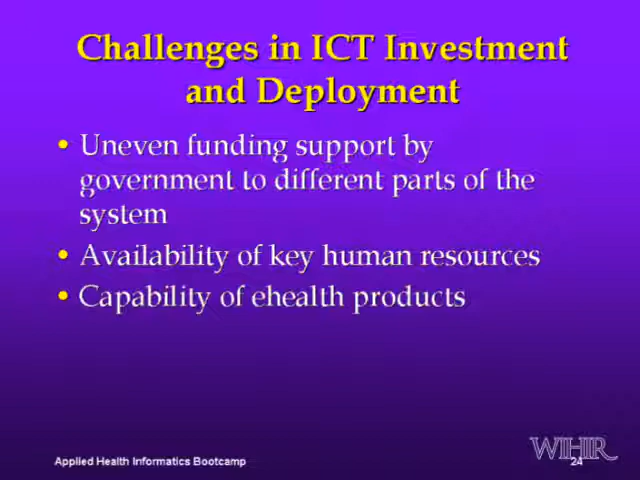 Challenges in ICT Investment
and Deployment
• Uneven funding support by
government to different parts of the
system
• Availability of key human resources
• Capability of ehealth products
WIHIR
Applied Health Informatics Bootcamp
24